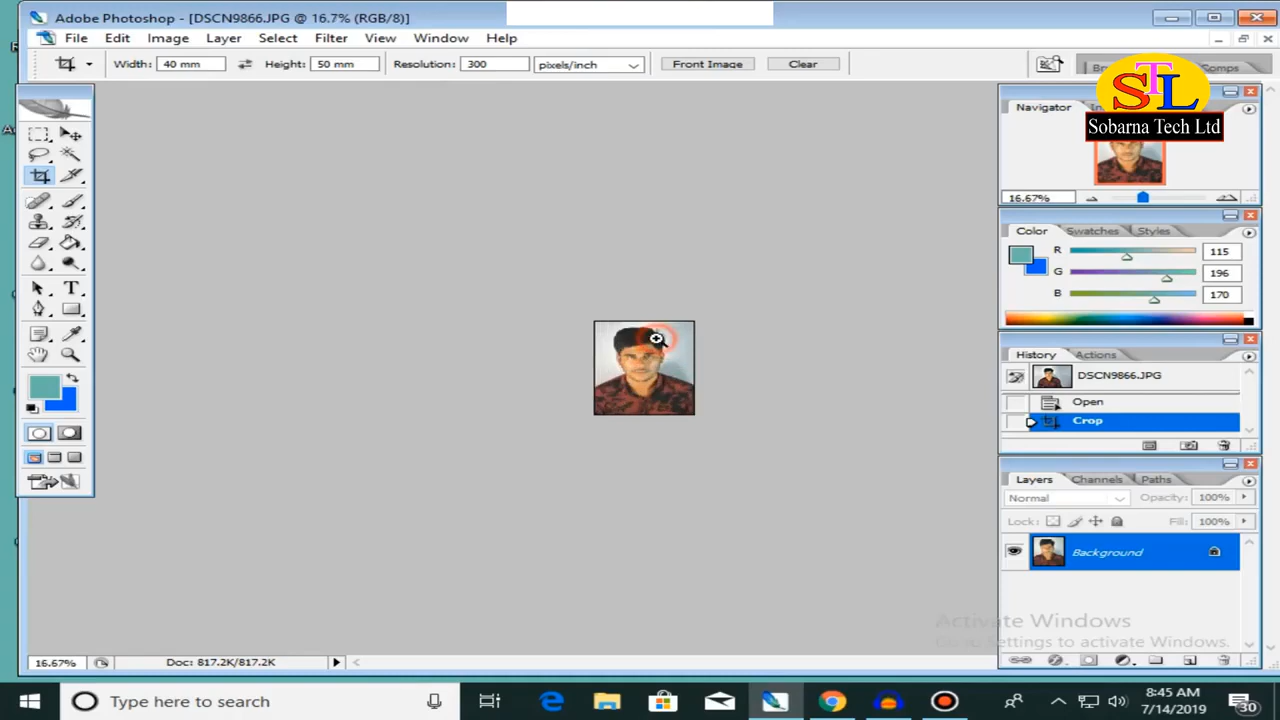 Adobe Photoshop - [DSCN9866.JPG @ 16.7% (RGB/8)]
File Edit Image Layer Select Filter View Window Help
Width: 40 mm Height: 50 mm Resolution: 300 pixels/inch Front Image Clear
Comps
STL
Sobarna Tech Ltd
Navigator
16.67%
Color Swatches Styles
R 115
G 196
B 170
History Actions
DSCN9866.JPG
Open
Crop
Layers Channels Paths
Normal Opacity: 100%
Lock: Fill: 100%
Background
Activate Windows
Settings to activate Windows.
16.67% Doc: 817.2K/817.2K
Type here to search
8:45 AM
7/14/2019
30